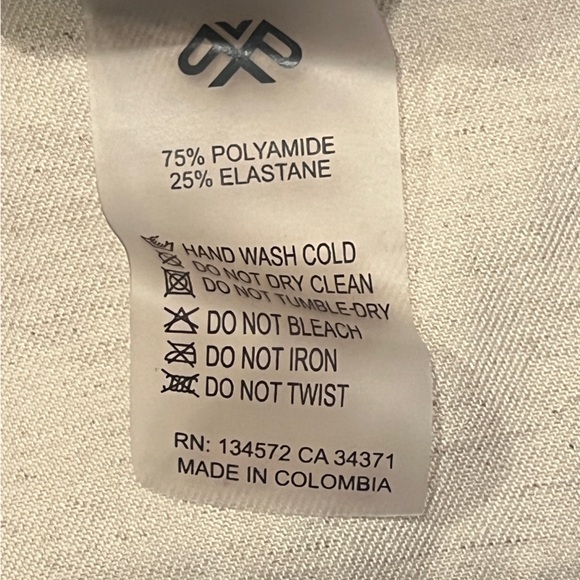 75% POLYAMIDE
25% ELASTANE
HAND WASH COLD
DO NOT DRY CLEAN
DO NOT TUMBLE-DRY
DO NOT BLEACH
DO NOT IRON
DO NOT TWIST
RN: 134572 CA 34371
MADE IN COLOMBIA